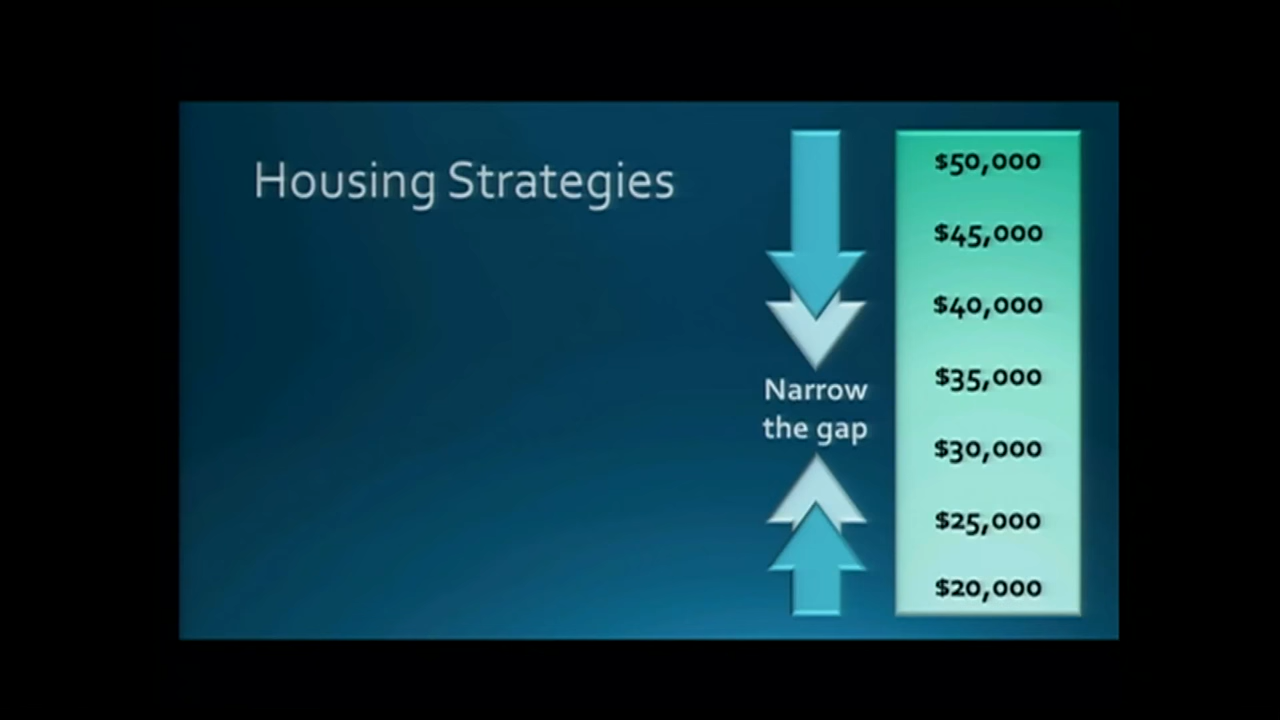 Housing Strategies
Narrow
the gap
$50,000
$45,000
$40,000
$35,000
$30,000
$25,000
$20,000